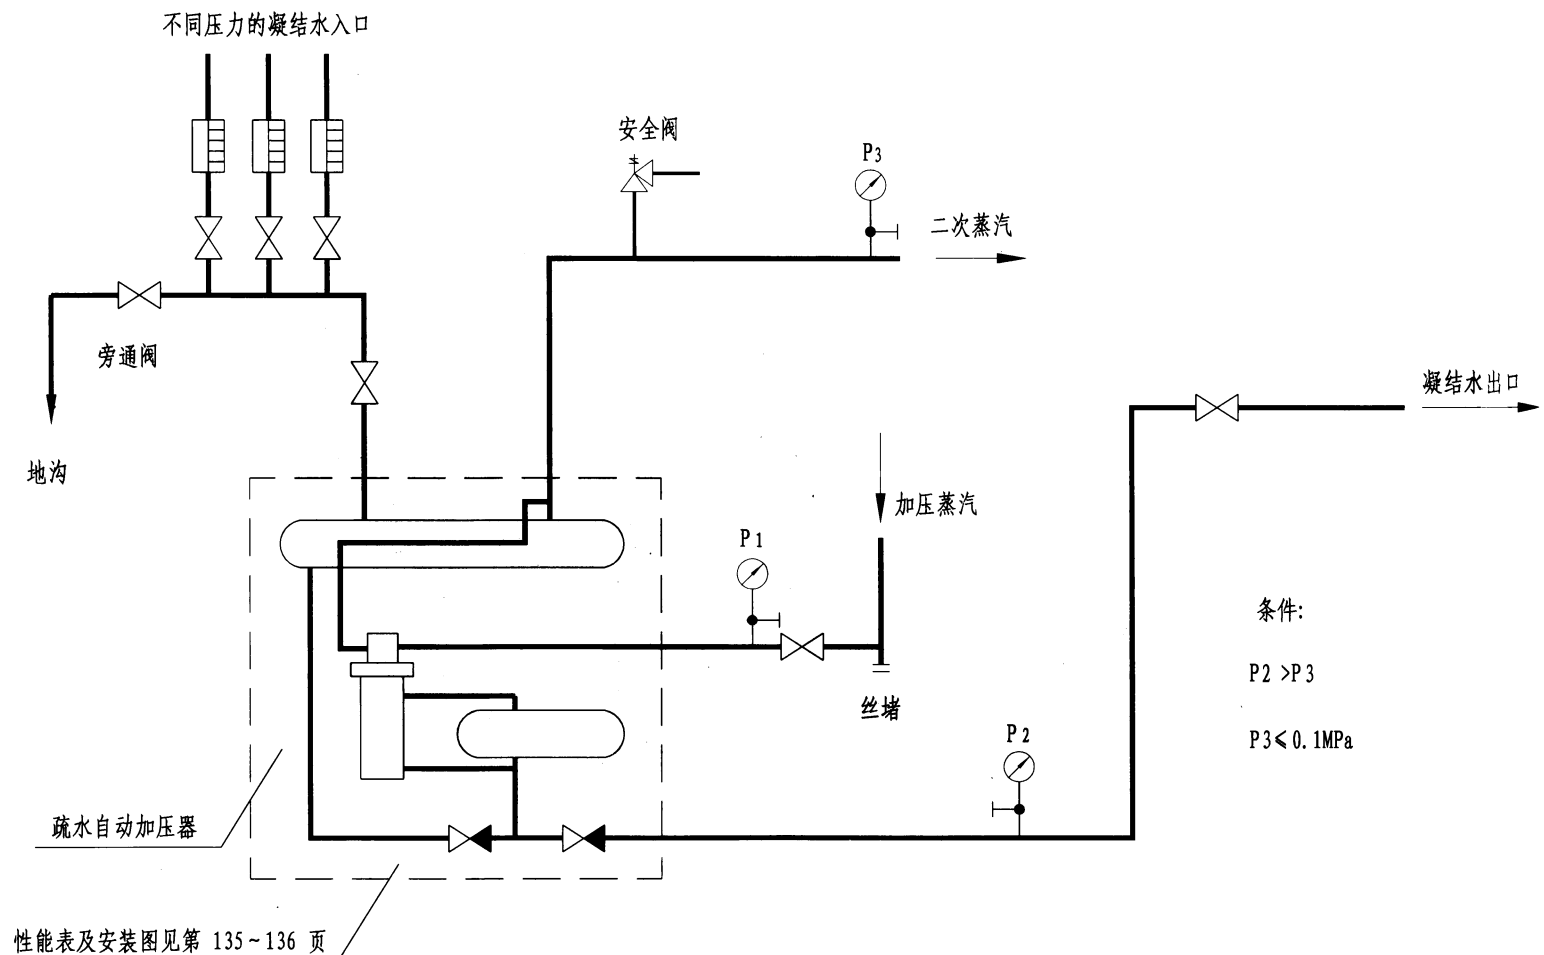 不同压力的凝结水入口
安全阀
P3
二次蒸汽
旁通阀
凝结水出口
地沟
加压蒸汽
P1
条件:
P2 >P3
丝堵
P2
P3≤0.1MPa
疏水自动加压器
性能表及安装图见第 135~136 页